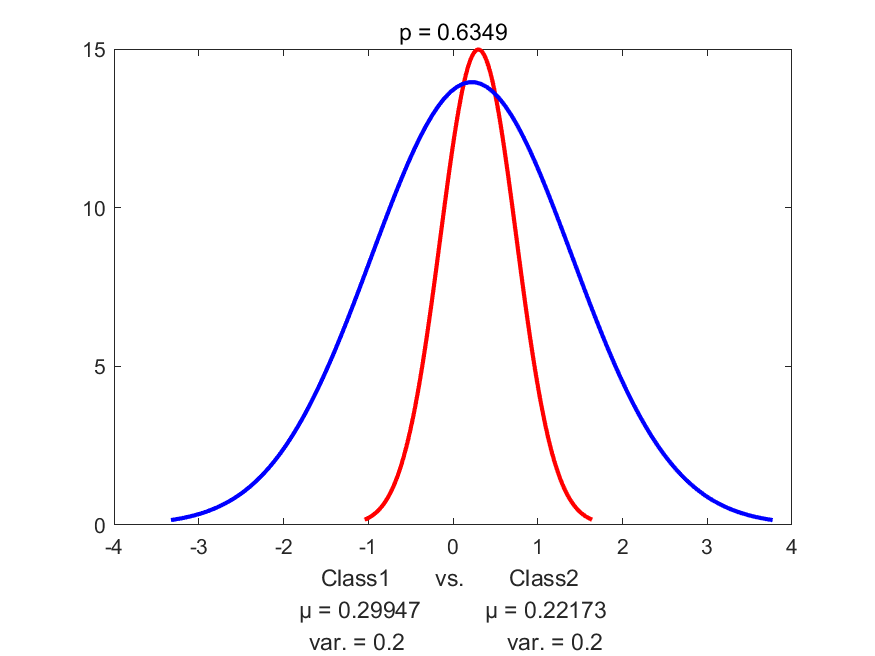 p = 0.6349
15
10
5
0
-4 -3 -2 -1 0 1 2 3 4
Class1 vs. Class2
μ = 0.29947 μ = 0.22173
var. = 0.2 var. = 0.2